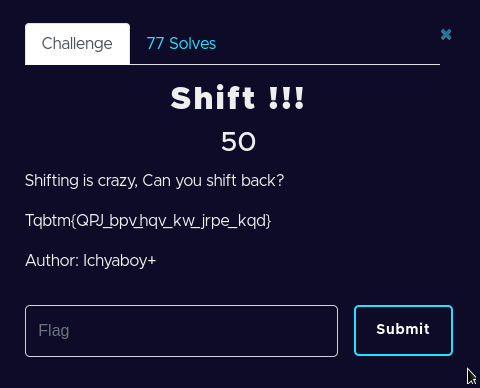 Challenge
77 Solves
Shift !!!
50
Shifting is crazy, Can you shift back?
Tqbtm{QPJ_bpv_hqv_kw_jrpe_kqd}
Author: Ichyaboy+
Flag
Submit